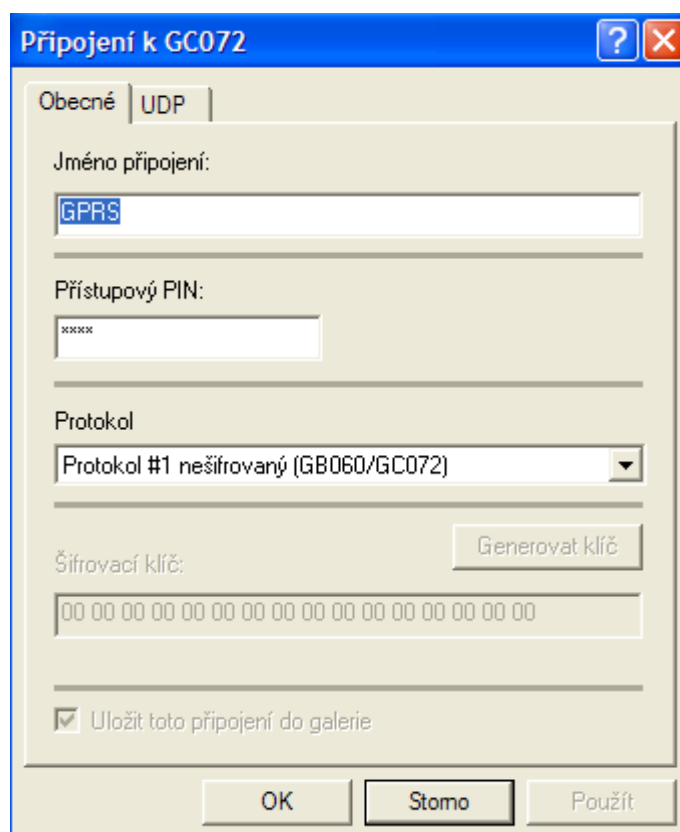 Připojení k GC072
?
Obecné UDP
Jméno připojení:
GPRS
Přístupový PIN:
****
Protokol
Protokol #1 nešifrovaný (GB060/GC072)
Generovat klíč
Šifrovací klíč:
00 00 00 00 00 00 00 00 00 00 00 00 00 00 00 00
Uložit toto připojení do galerie
OK Storno Použít